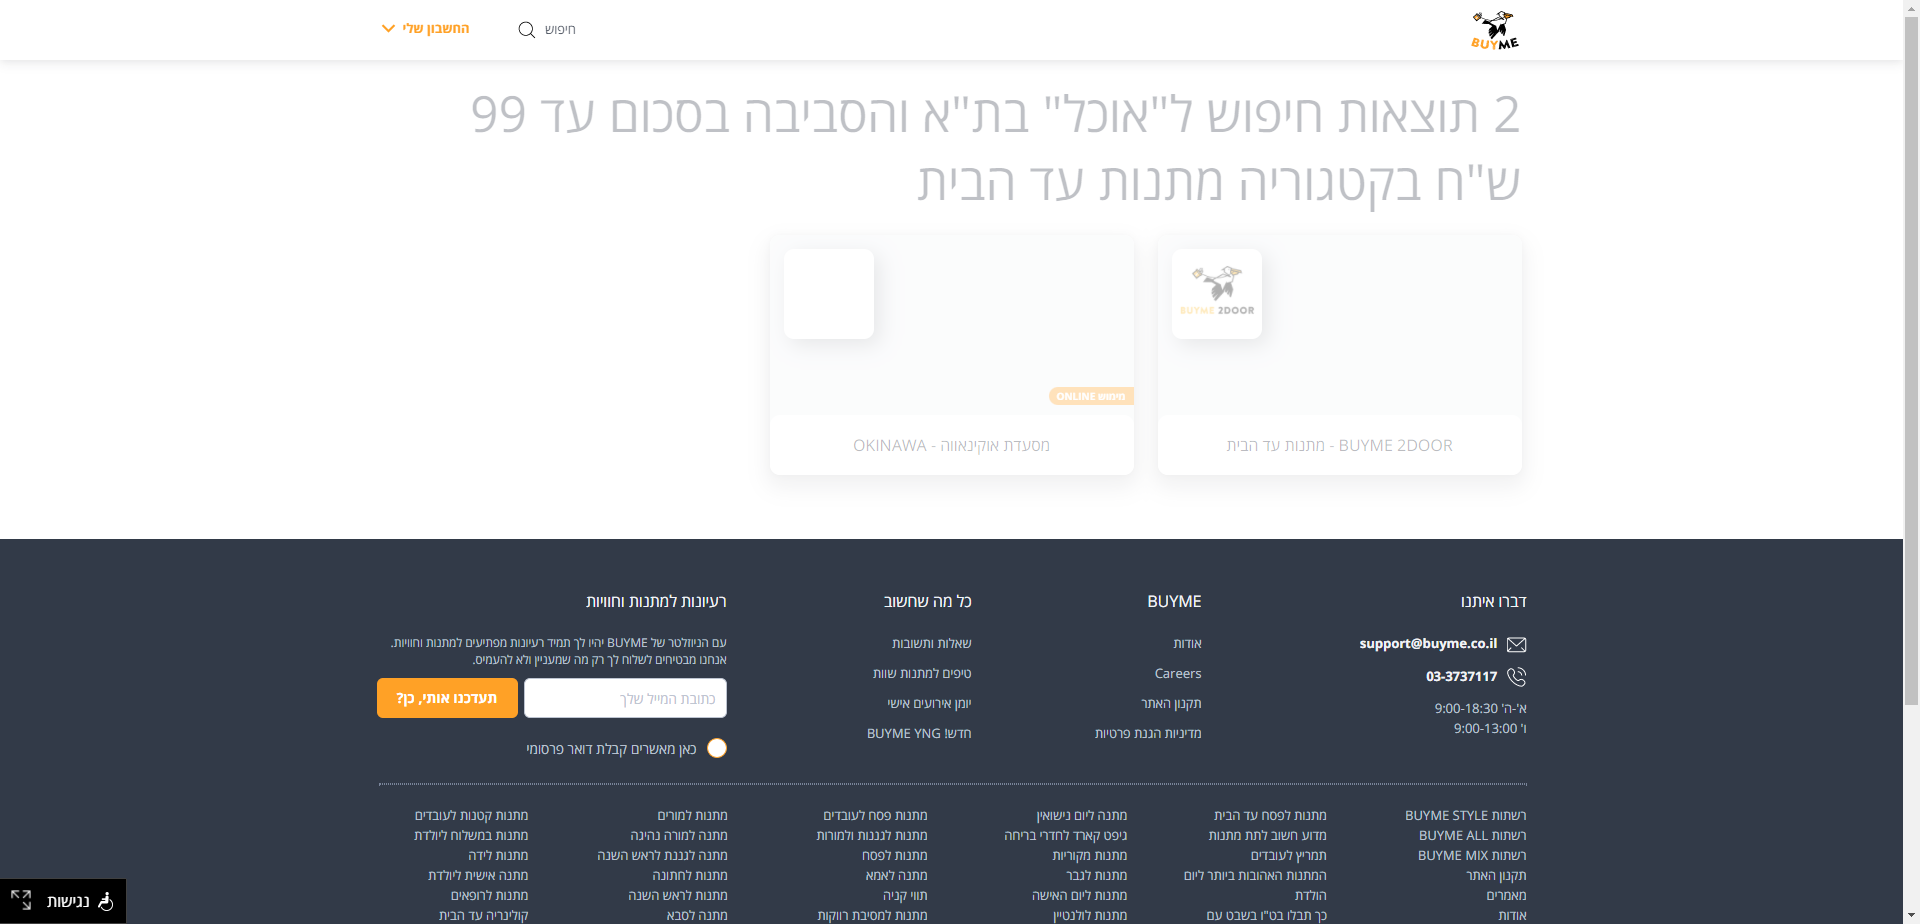 BUYME
חיפוש
החשבון שלי
2 תוצאות חיפוש ל"אוכל" בת"א והסביבה בסכום עד 99
ש"ח בקטגוריה מתנות עד הבית
BUYME 2DOOR
BUYME 2DOOR - מתנות עד הבית
מימוש ONLINE
מסעדת אוקינאווה - OKINAWA
דברו איתנו
support@buyme.co.il
03-3737117
א'-ה' 9:00-18:30
ו' 9:00-13:00
BUYME
אודות
Careers
תקנון האתר
מדיניות הגנת פרטיות
כל מה שחשוב
שאלות ותשובות
טיפים למתנות שוות
יומן אירועים אישי
חדש! BUYME YNG
רעיונות למתנות וחוויות
עם הניוזלטר של BUYME יהיו לך תמיד רעיונות מפתיעים למתנות וחוויות.
אנחנו מבטיחים לשלוח לך רק מה שמעניין ולא להעמיס.
כתובת המייל שלך
תעדכנו אותי, כן?
כאן מאשרים קבלת דואר פרסומי
רשתות BUYME STYLE
רשתות BUYME ALL
רשתות BUYME MIX
תקנון האתר
מאמרים
אודות
מתנות לפסח עד הבית
מדוע חשוב לתת מתנות
תמריץ לעובדים
המתנות האהובות ביותר ליום
הולדת
כך תבלו בט"ו בשבט עם
מתנה ליום נישואין
גיפט קארד לחדרי בריחה
מתנות מקוריות
מתנות לגבר
מתנות ליום האישה
מתנות לולנטיין
מתנות פסח לעובדים
מתנות לגננות ולמורות
מתנות לפסח
מתנה לאמא
תווי קניה
מתנות למסיבת רווקות
מתנות למורים
מתנה למורה נהיגה
מתנה לגננת לראש השנה
מתנות לחתונה
מתנות לראש השנה
מתנה לסבא
מתנות קטנות לעובדים
מתנות במשלוח ליולדת
מתנות לידה
מתנה אישית ליולדת
מתנות לרופאים
קולינריה עד הבית
נגישות